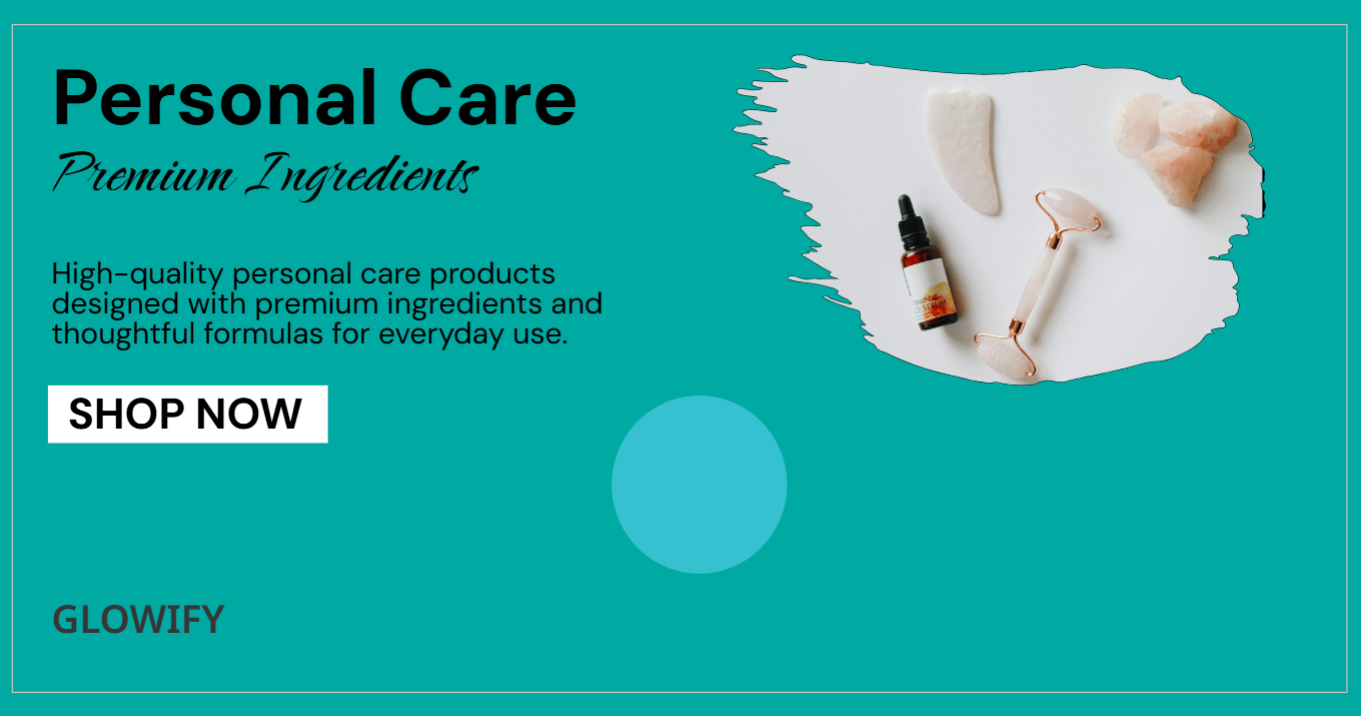 Personal Care
Premium Ingredients
High-quality personal care products
designed with premium ingredients and
thoughtful formulas for everyday use.
SHOP NOW
GLOWIFY